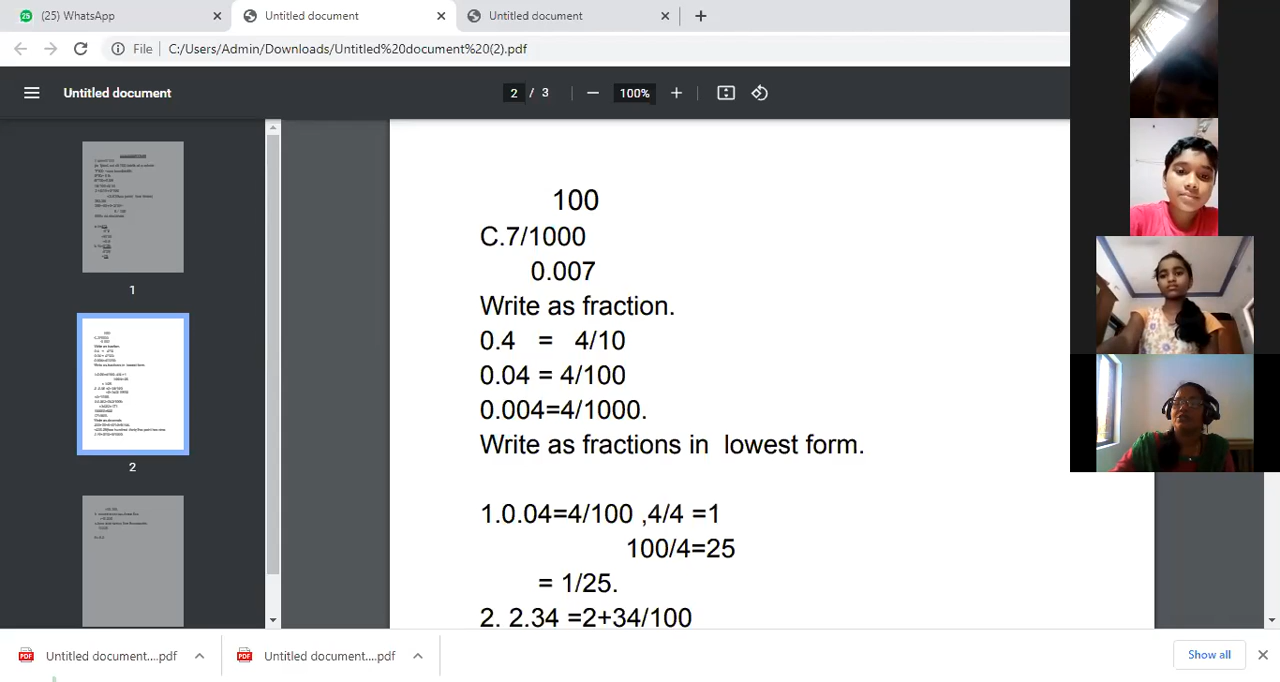 25 (25) WhatsApp
Untitled document
Untitled document
File C:/Users/Admin/Downloads/Untitled%20document%20(2).pdf
Untitled document
2 / 3
100%
1
2
100
C.7/1000
0.007
Write as fraction.
0.4 = 4/10
0.04 = 4/100
0.004=4/1000.
Write as fractions in lowest form.
1.0.04=4/100 ,4/4 =1
100/4=25
= 1/25.
2. 2.34 =2+34/100
PDF Untitled document....pdf
PDF Untitled document....pdf
Show all